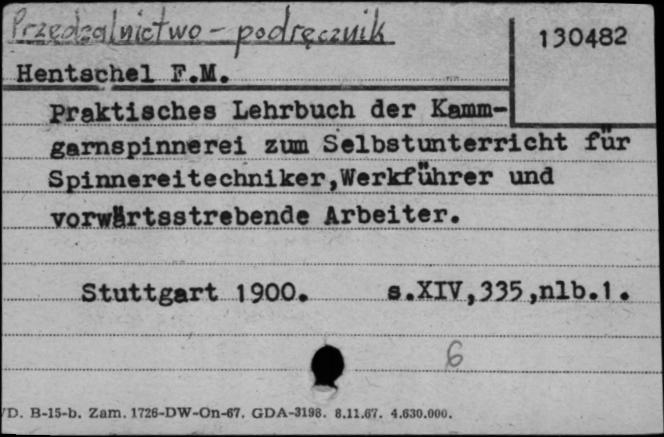 Przędzalnictwo - podręcznik
130482
Hentschel F.M.
Praktisches Lehrbuch der Kamm-
garnspinnerei zum Selbstunterricht für
Spinnereitechniker,Werkführer und
vorwärtsstrebende Arbeiter.
Stuttgart 1900. s.XIV,335,nlb.1.
6
/D. B-15-b. Zam. 1726-DW-On-67. GDA-3198. 8.11.67. 4.630.000.